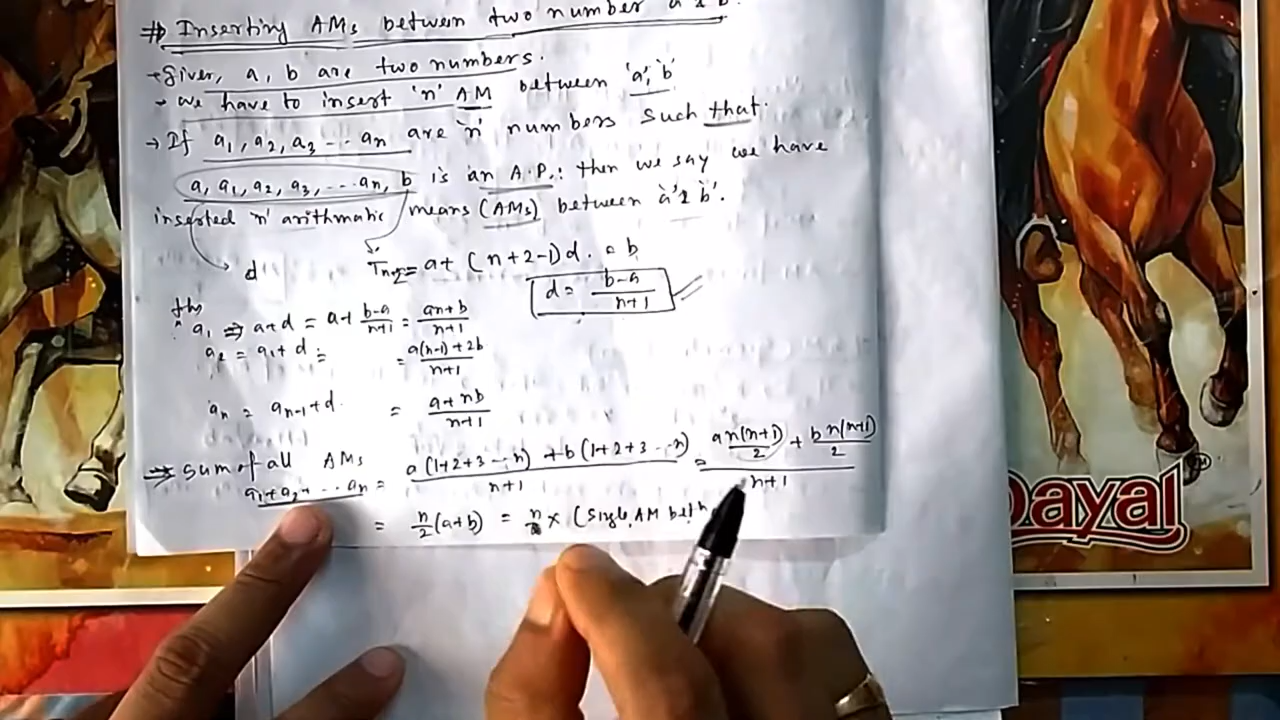 ⇒ Inserting AMs between two number a & b.
→ Given, a, b are two numbers.
→ we have to insert 'n' AM between 'a', 'b'
→ If a₁, a₂, a₃ ... aₙ are 'n' numbers such that
a, a₁, a₂, a₃, ... aₙ, b is an A.P.; then we say we have
inserted 'n' arithmatic means (AMs) between 'a' & 'b'.
d Tₙ₊₂ = a + (n+2-1)d = b
d = (b-a)/(n+1)
a₁ ⇒ a+d = a + (b-a)/(n+1) = (an+b)/(n+1)
a₂ = a₁+d = = (a(n-1)+2b)/(n+1)
aₙ = aₙ₋₁+d = (a+nb)/(n+1)
⇒ Sum of all AMs
a₁+a₂+ ... aₙ = (a(1+2+3...n) + b(1+2+3...n))/(n+1) = (an(n+1)/2 + bn(n+1)/2)/(n+1)
= n/2 (a+b) = n × (Single AM
Dayal